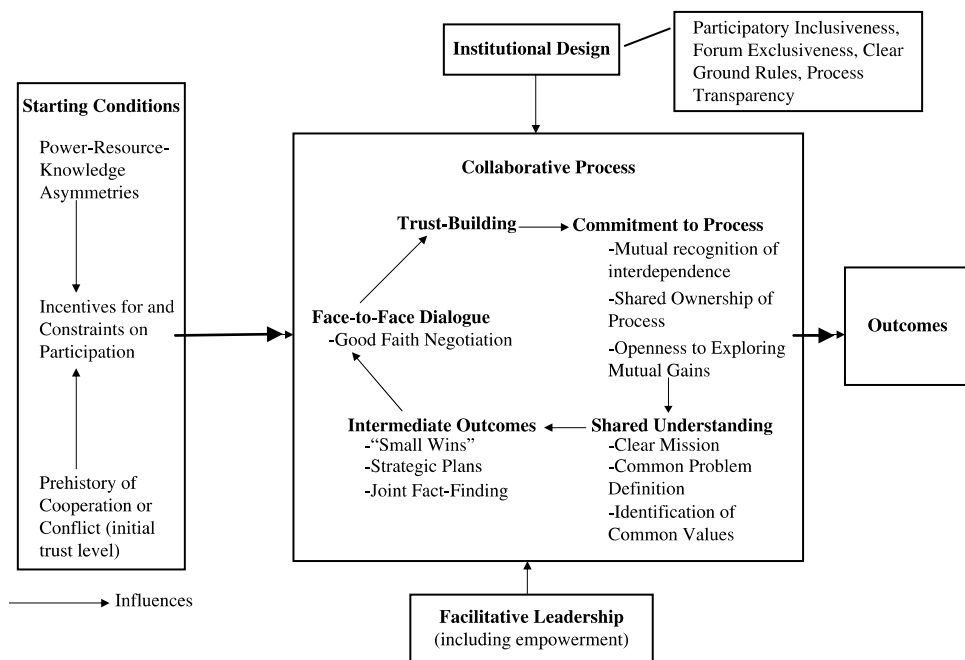 Institutional Design
Participatory Inclusiveness,
Forum Exclusiveness, Clear
Ground Rules, Process
Transparency
Starting Conditions
Power-Resource-
Knowledge
Asymmetries
Incentives for and
Constraints on
Participation
Prehistory of
Cooperation or
Conflict (initial
trust level)
Influences
Collaborative Process
Trust-Building
Commitment to Process
-Mutual recognition of
interdependence
-Shared Ownership of
Process
-Openness to Exploring
Mutual Gains
Face-to-Face Dialogue
-Good Faith Negotiation
Intermediate Outcomes
-“Small Wins”
-Strategic Plans
-Joint Fact-Finding
Shared Understanding
-Clear Mission
-Common Problem
Definition
-Identification of
Common Values
Outcomes
Facilitative Leadership
(including empowerment)